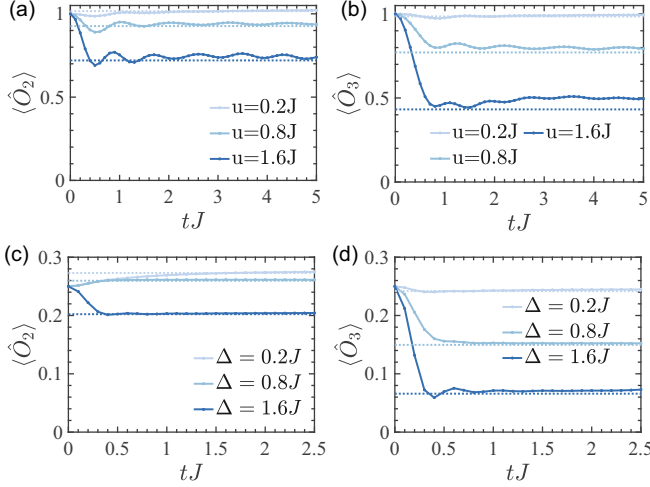 (a)
1
0.5
0
⟨Ô₂⟩
u=0.2J
u=0.8J
u=1.6J
0 1 2 3 4 5
tJ
(b)
1
0.5
0
⟨Ô₃⟩
u=0.2J u=1.6J
u=0.8J
0 1 2 3 4 5
tJ
(c)
0.3
0.2
0.1
0
⟨Ô₂⟩
Δ = 0.2J
Δ = 0.8J
Δ = 1.6J
0 0.5 1 1.5 2 2.5
tJ
(d)
0.3
0.2
0.1
0
⟨Ô₃⟩
Δ = 0.2J
Δ = 0.8J
Δ = 1.6J
0 0.5 1 1.5 2 2.5
tJ